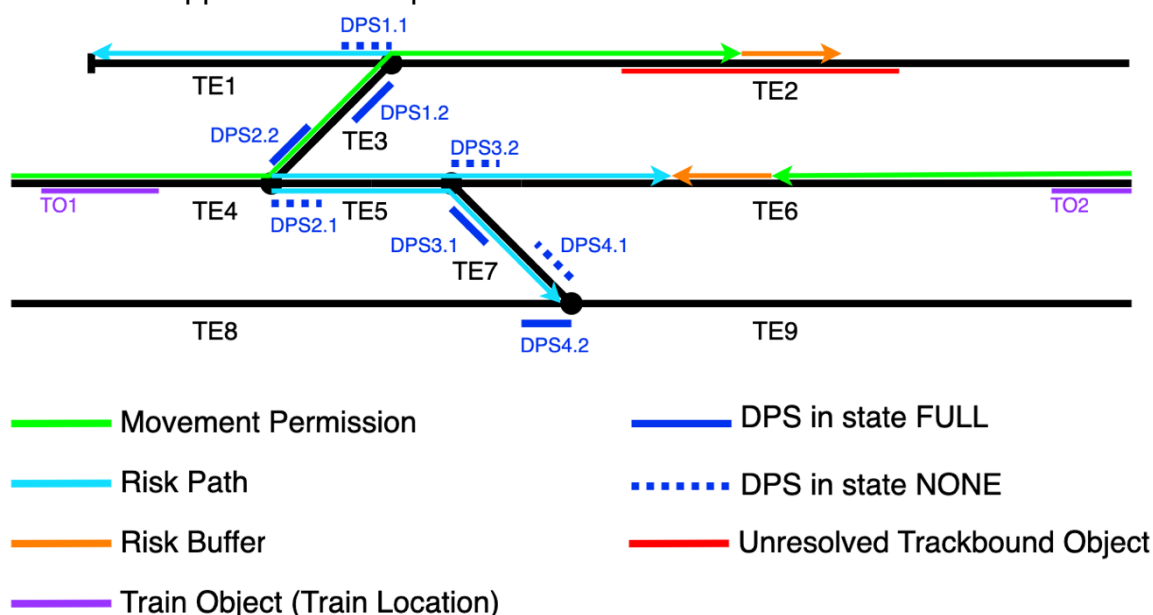 DPS1.1
TE1
TE2
DPS1.2
DPS2.2
TE3
DPS3.2
TO1
TE4
DPS2.1
TE5
TE6
TO2
DPS3.1
DPS4.1
TE7
TE8
TE9
DPS4.2
Movement Permission
DPS in state FULL
Risk Path
DPS in state NONE
Risk Buffer
Unresolved Trackbound Object
Train Object (Train Location)